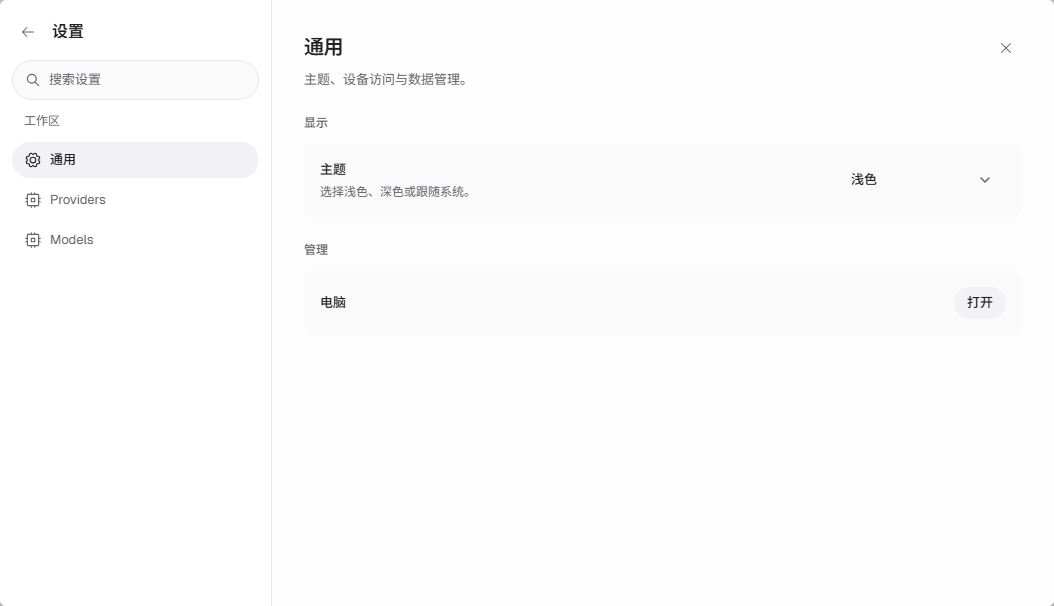 设置
搜索设置
工作区
通用
Providers
Models
通用
主题、设备访问与数据管理。
显示
主题
选择浅色、深色或跟随系统。
浅色
管理
电脑
打开